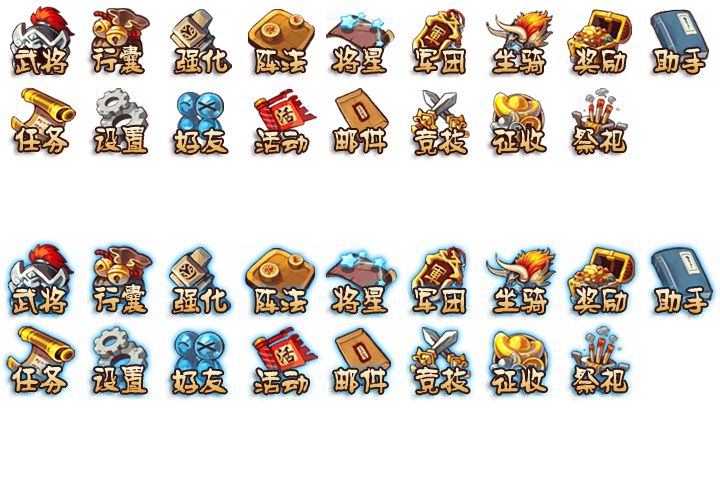 武将 行囊 强化 阵法 将星 军团 坐骑 奖励 助手
任务 设置 好友 活动 邮件 竞技 征收 祭祀
武将 行囊 强化 阵法 将星 军团 坐骑 奖励 助手
任务 设置 好友 活动 邮件 竞技 征收 祭祀